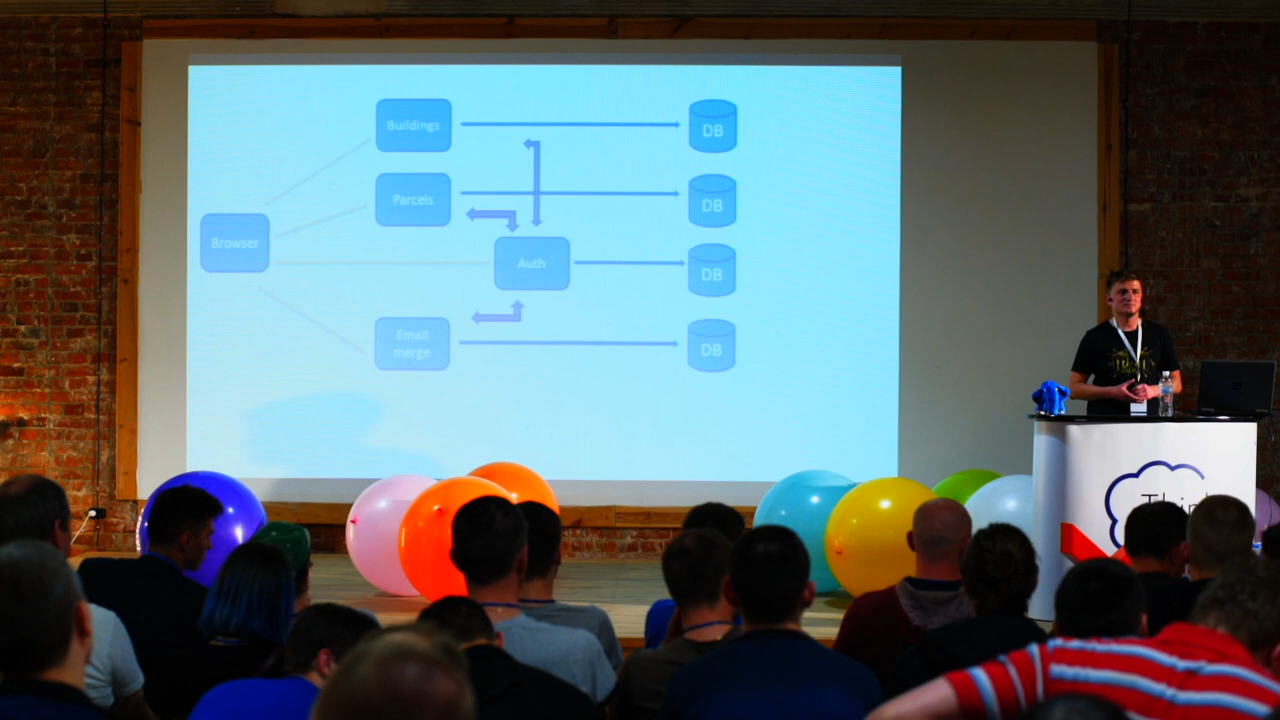 Buildings
DB
Parcels
DB
Browser
Auth
DB
Email
merge
DB